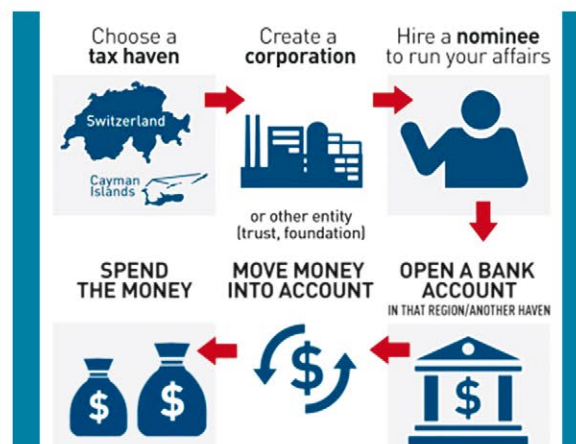 Choose a
tax haven
Switzerland
Cayman
Islands
Create a
corporation
or other entity
(trust, foundation)
Hire a nominee
to run your affairs
OPEN A BANK
ACCOUNT
IN THAT REGION/ANOTHER HAVEN
$
MOVE MONEY
INTO ACCOUNT
$
SPEND
THE MONEY
$
$